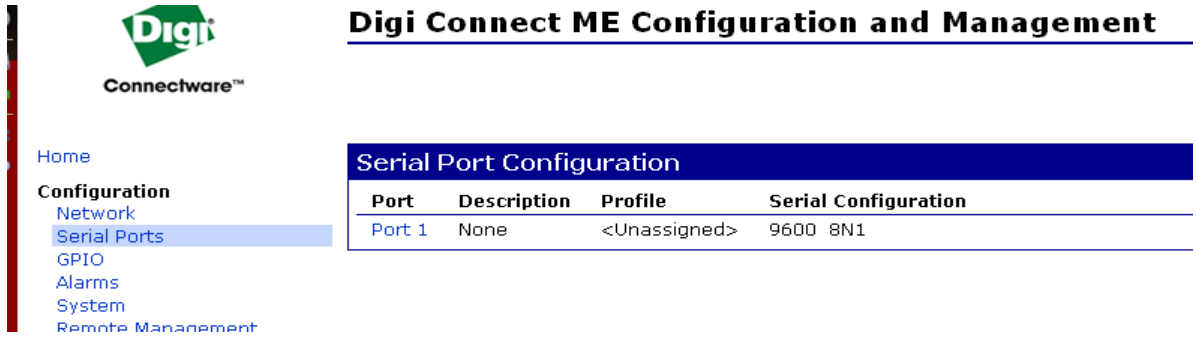 Digi
Connectware™
Digi Connect ME Configuration and Management
Home
Configuration
Network
Serial Ports
GPIO
Alarms
System
Remote Management
Serial Port Configuration
Port Description Profile Serial Configuration
Port 1 None <Unassigned> 9600 8N1